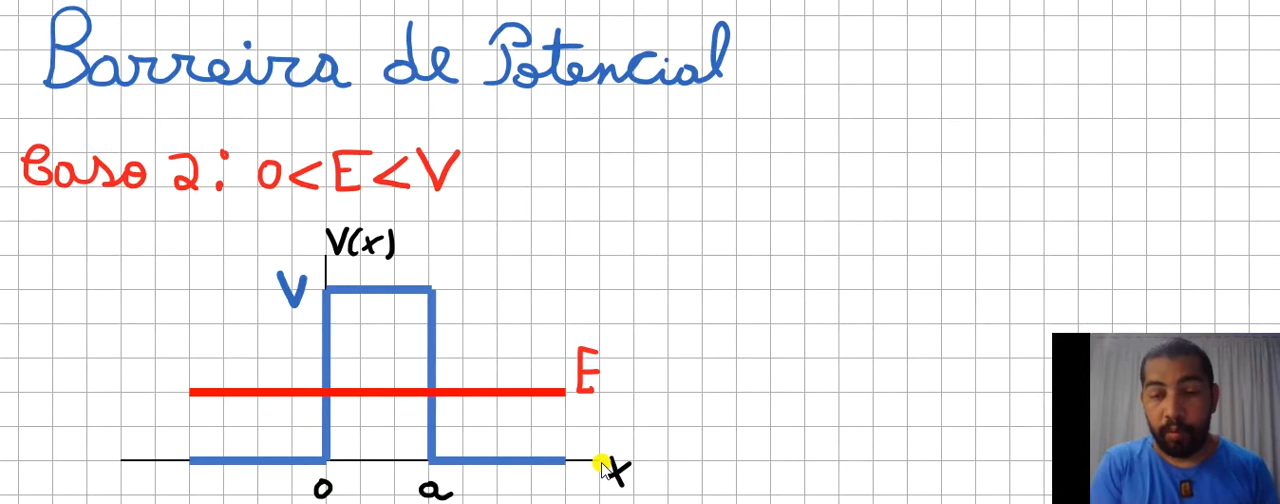 Barreira de Potencial
Caso 2: 0<E<V
V(x)
V
E
x
0 a